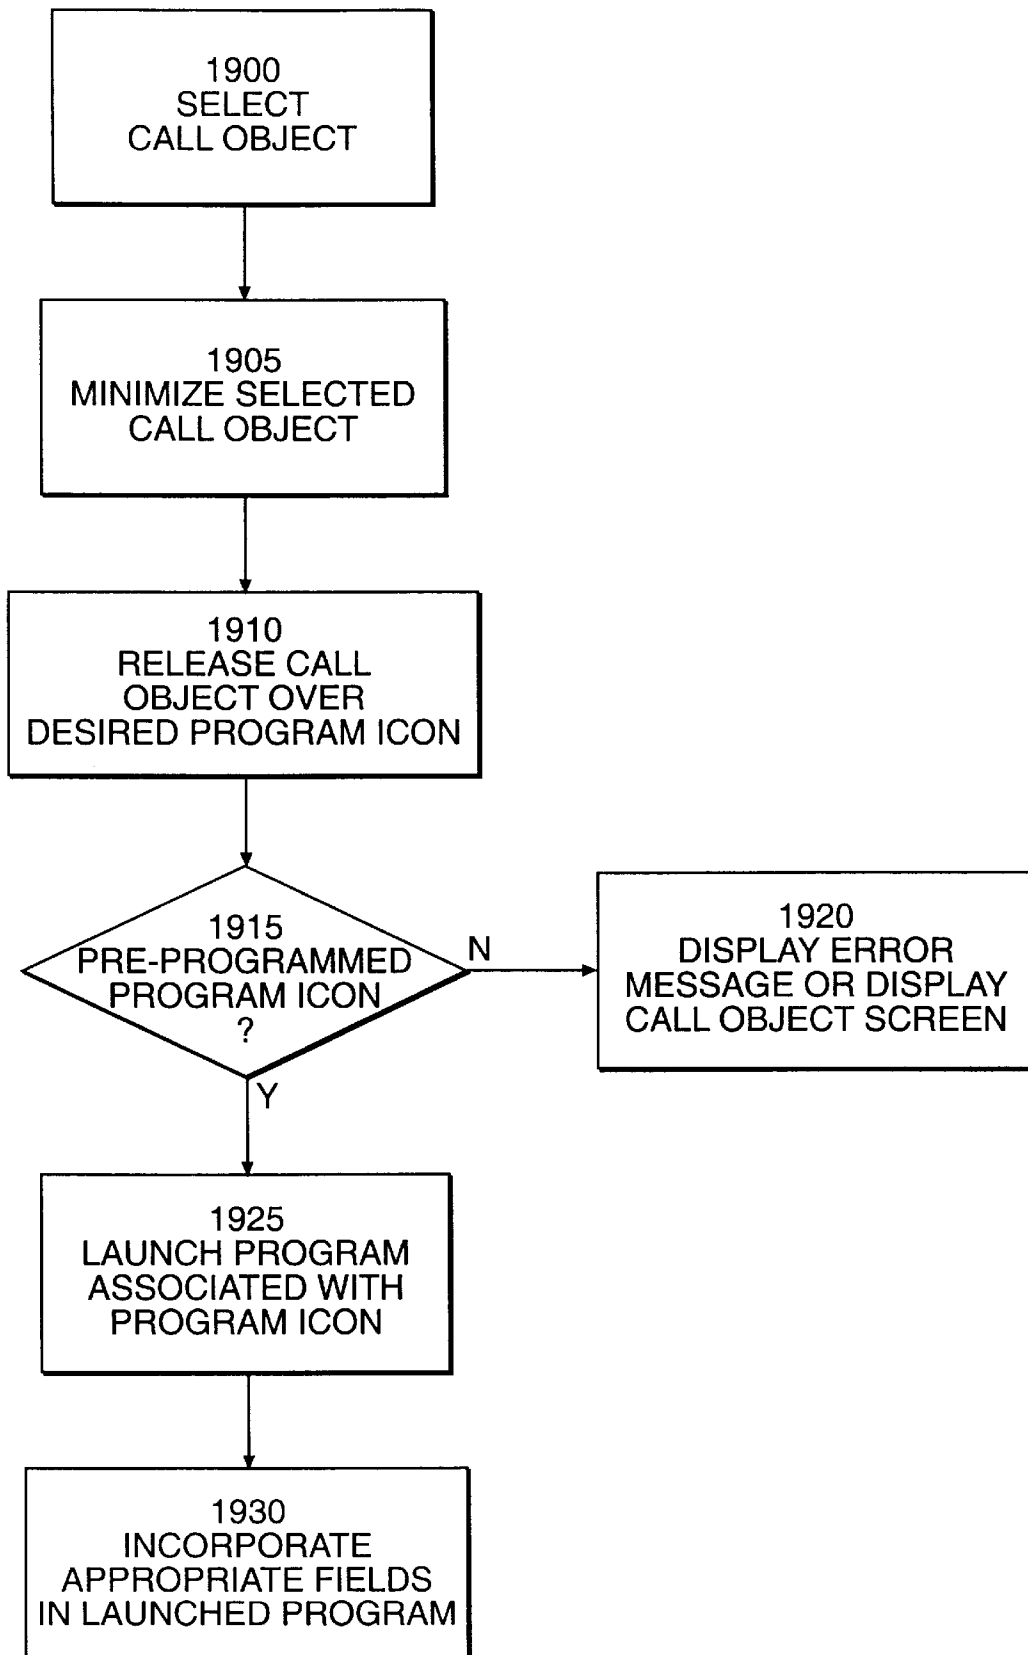 1900
SELECT
CALL OBJECT
1905
MINIMIZE SELECTED
CALL OBJECT
1910
RELEASE CALL
OBJECT OVER
DESIRED PROGRAM ICON
1915
PRE-PROGRAMMED
PROGRAM ICON
?
N
1920
DISPLAY ERROR
MESSAGE OR DISPLAY
CALL OBJECT SCREEN
Y
1925
LAUNCH PROGRAM
ASSOCIATED WITH
PROGRAM ICON
1930
INCORPORATE
APPROPRIATE FIELDS
IN LAUNCHED PROGRAM